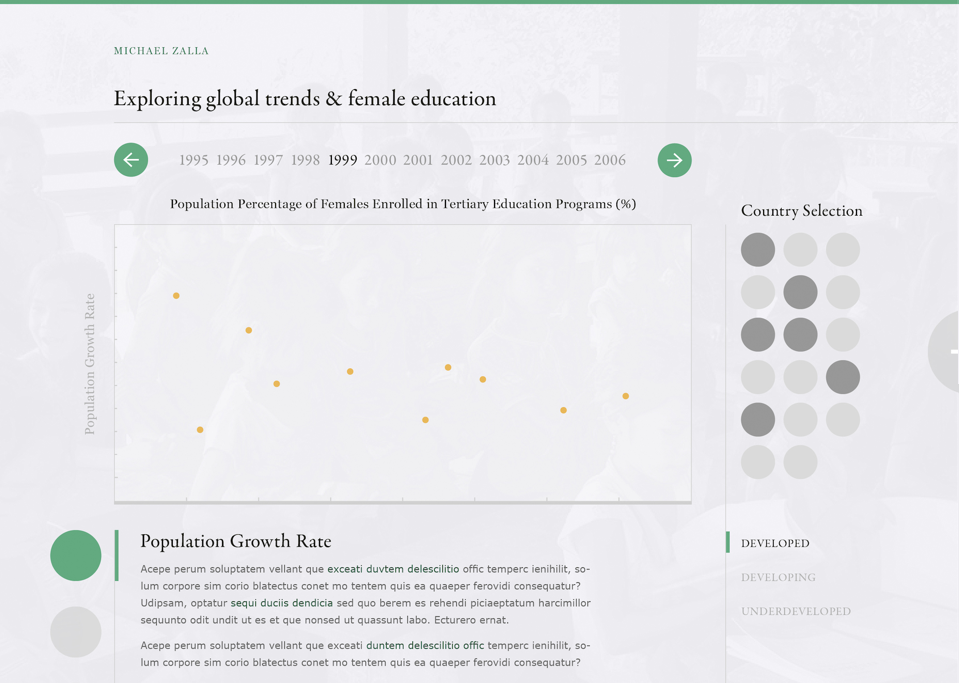 MICHAEL ZALLA
Exploring global trends & female education
1995 1996 1997 1998 1999 2000 2001 2002 2003 2004 2005 2006
Population Percentage of Females Enrolled in Tertiary Education Programs (%)
Country Selection
Population Growth Rate
Population Growth Rate
Acepe perum soluptatem vellant que exceati duvtem delescilitio offic temperc ienihilit, so-
lum corpore sim corio blatectus conet mo tentem quis ea quaeper ferovidi consequatur?
Udipsam, optatur sequi duciis dendicia sed quo berem es rehendi piciaeptatum harcimillor
sequunto odit undit ut es et que nonsed ut quassunt labo. Ecturero ernat.
Acepe perum soluptatem vellant que exceati duntem delescilitio offic temperc ienihilit, so-
lum corpore sim corio blatectus conet mo tentem quis ea quaeper ferovidi consequatur?
DEVELOPED
DEVELOPING
UNDERDEVELOPED